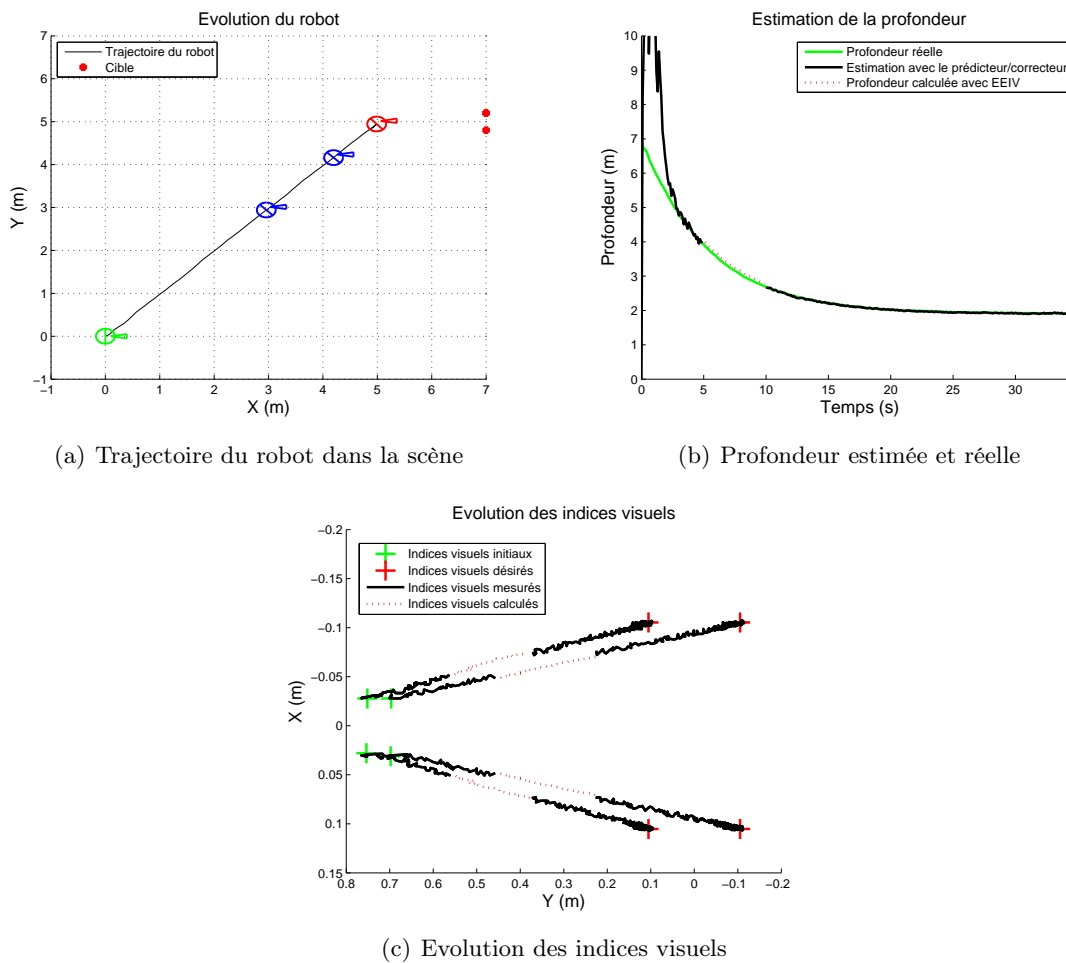 Evolution du robot
Trajectoire du robot
Cible
7
6
5
4
3
2
1
0
−1
Y (m)
−1 0 1 2 3 4 5 6 7
X (m)
(a) Trajectoire du robot dans la scène
Estimation de la profondeur
Profondeur réelle
Estimation avec le prédicteur/correcteur
Profondeur calculée avec EEIV
10
9
8
7
6
5
4
3
2
1
0
Profondeur (m)
0 5 10 15 20 25 30
Temps (s)
(b) Profondeur estimée et réelle
Evolution des indices visuels
Indices visuels initiaux
Indices visuels désirés
Indices visuels mesurés
Indices visuels calculés
−0.2
−0.15
−0.1
−0.05
0
0.05
0.1
0.15
X (m)
0.8 0.7 0.6 0.5 0.4 0.3 0.2 0.1 0 −0.1 −0.2
Y (m)
(c) Evolution des indices visuels